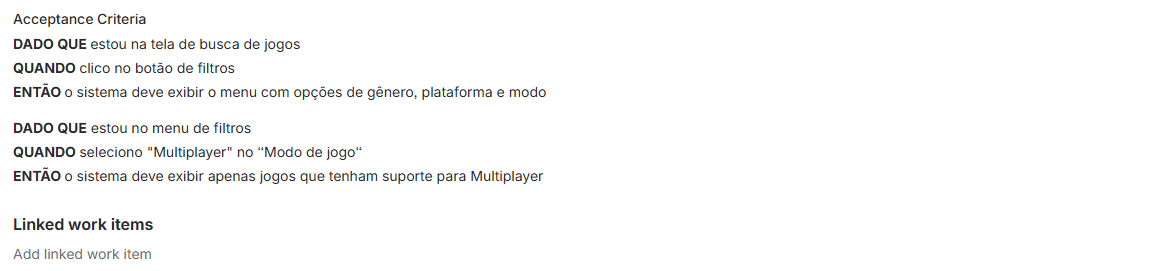 Acceptance Criteria
DADO QUE estou na tela de busca de jogos
QUANDO clico no botão de filtros
ENTÃO o sistema deve exibir o menu com opções de gênero, plataforma e modo
DADO QUE estou no menu de filtros
QUANDO seleciono "Multiplayer" no “Modo de jogo“
ENTÃO o sistema deve exibir apenas jogos que tenham suporte para Multiplayer
Linked work items
Add linked work item